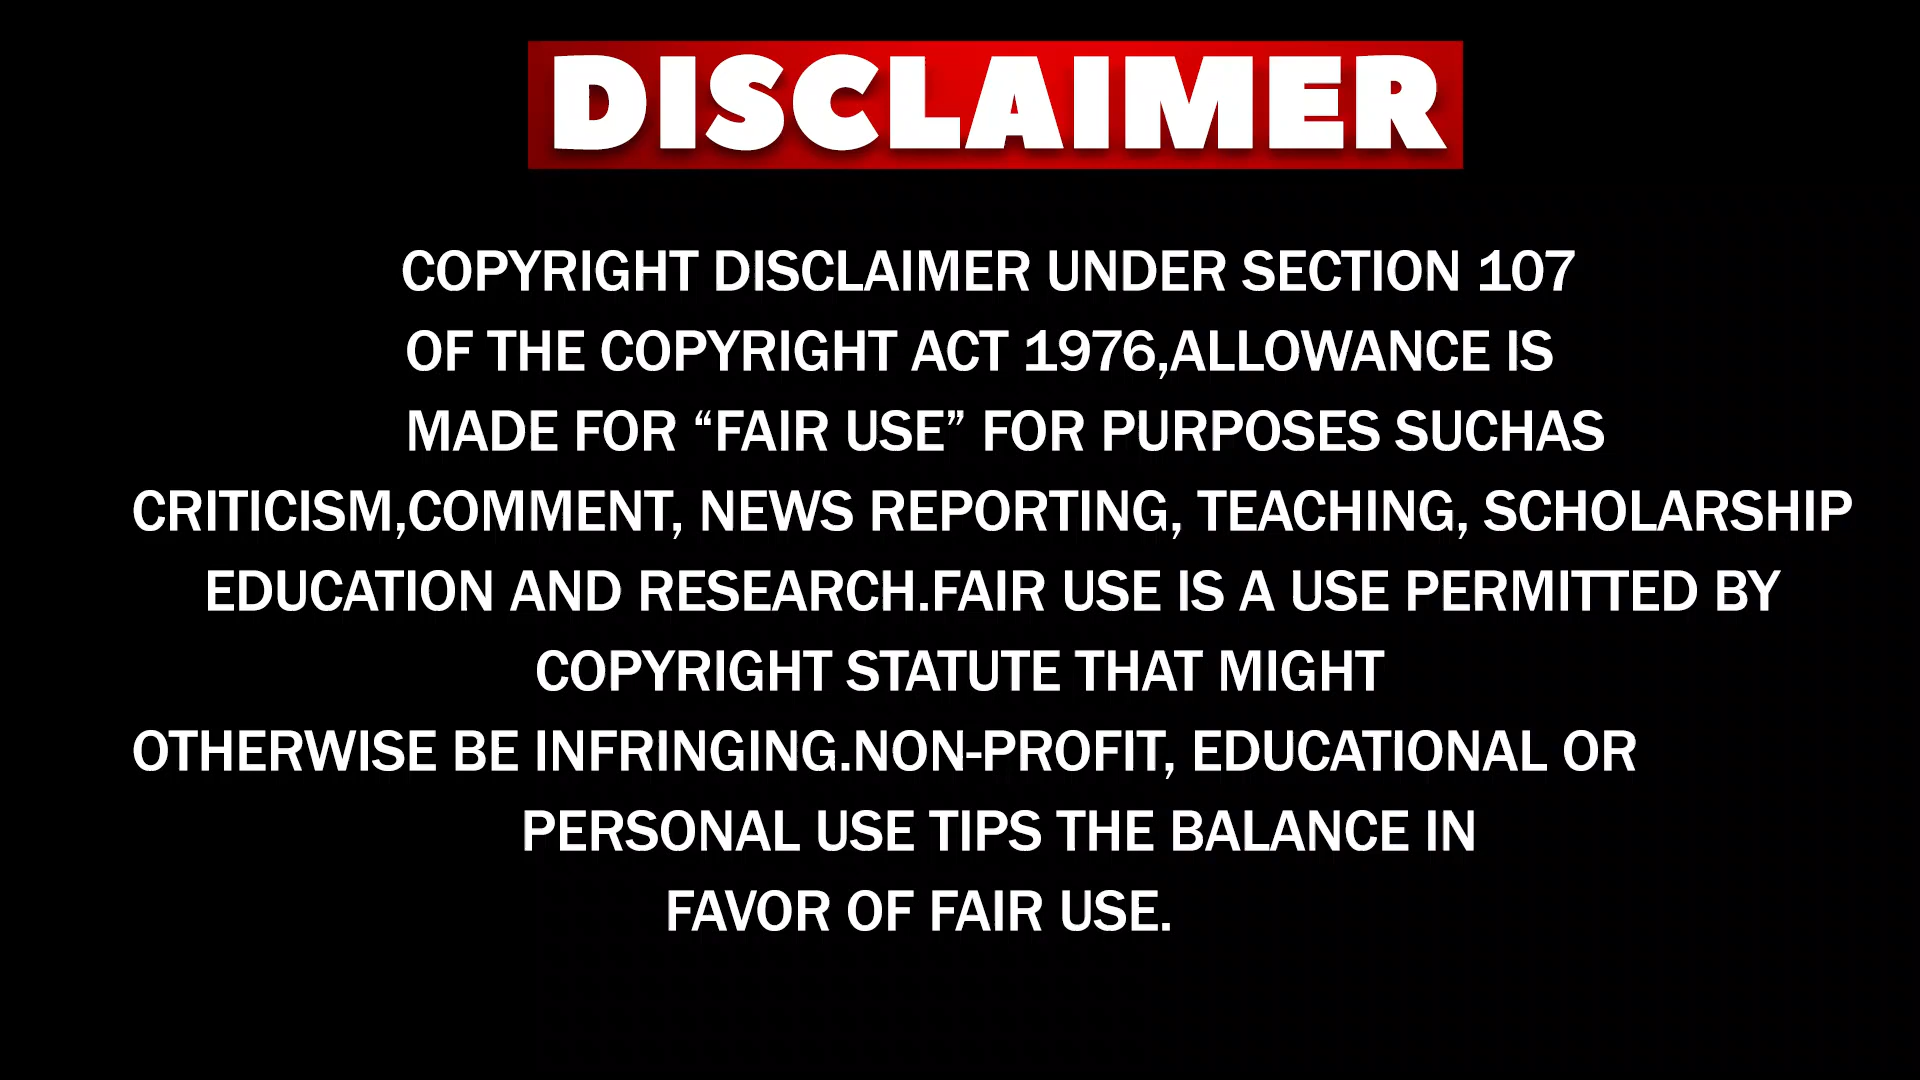 DISCLAIMER
COPYRIGHT DISCLAIMER UNDER SECTION 107
OF THE COPYRIGHT ACT 1976,ALLOWANCE IS
MADE FOR “FAIR USE” FOR PURPOSES SUCHAS
CRITICISM,COMMENT, NEWS REPORTING, TEACHING, SCHOLARSHIP
EDUCATION AND RESEARCH.FAIR USE IS A USE PERMITTED BY
COPYRIGHT STATUTE THAT MIGHT
OTHERWISE BE INFRINGING.NON-PROFIT, EDUCATIONAL OR
PERSONAL USE TIPS THE BALANCE IN
FAVOR OF FAIR USE.